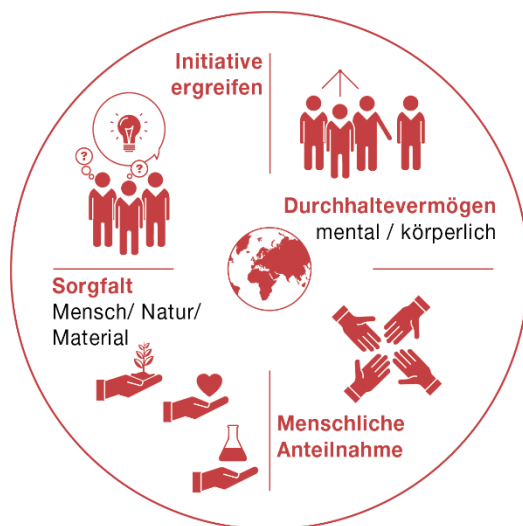 Initiative
ergreifen
?
?
Durchhaltevermögen
mental / körperlich
Sorgfalt
Mensch/ Natur/
Material
Menschliche
Anteilnahme